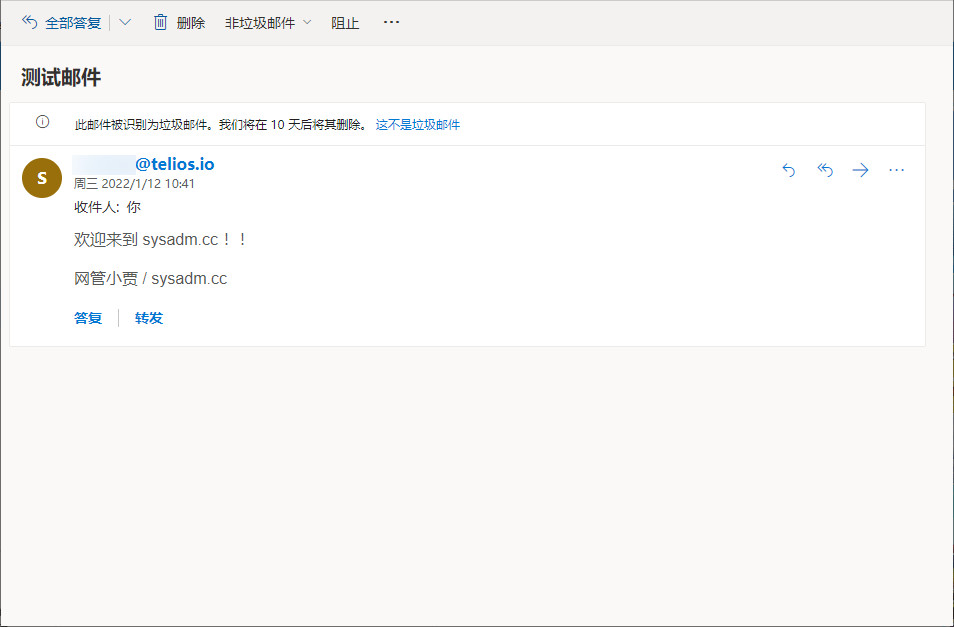 全部答复 删除 非垃圾邮件 阻止 ···
测试邮件
此邮件被识别为垃圾邮件。我们将在 10 天后将其删除。 这不是垃圾邮件
S
@telios.io
周三 2022/1/12 10:41
收件人: 你
欢迎来到 sysadm.cc！！
网管小贾 / sysadm.cc
答复 转发